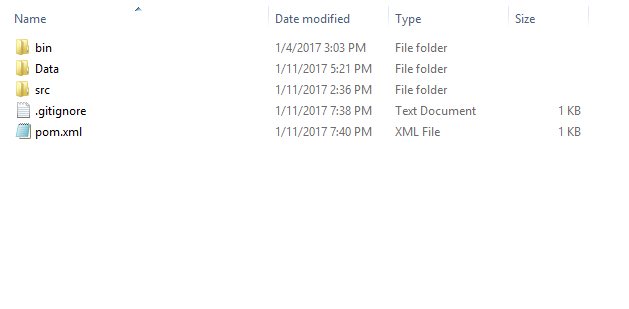 Name Date modified Type Size
bin 1/4/2017 3:03 PM File folder
Data 1/11/2017 5:21 PM File folder
src 1/11/2017 2:36 PM File folder
.gitignore 1/11/2017 7:38 PM Text Document 1 KB
pom.xml 1/11/2017 7:40 PM XML File 1 KB